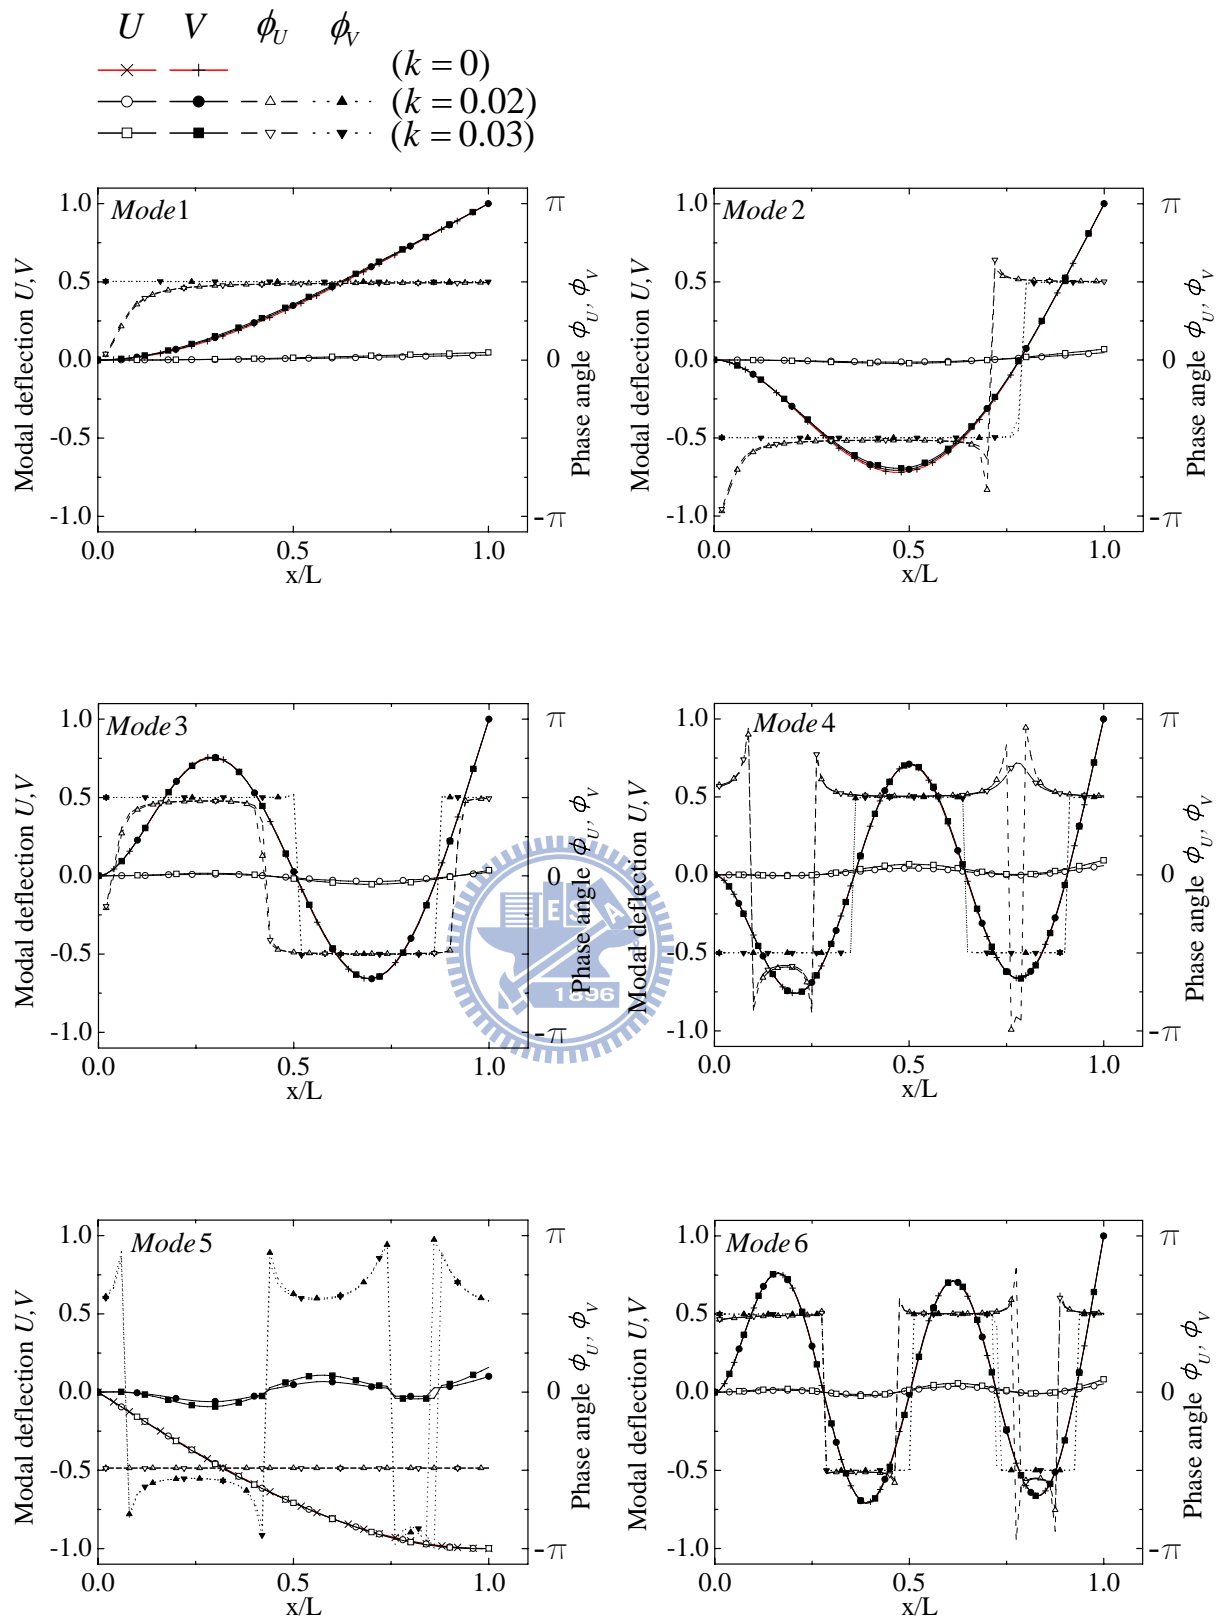 U V ϕ_U ϕ_V
(k = 0)
(k = 0.02)
(k = 0.03)
Mode 1
Modal deflection U,V
1.0
0.5
0.0
-0.5
-1.0
0.0 0.5 1.0
x/L
π
0
-π
Phase angle ϕ_U, ϕ_V
Mode 2
Modal deflection U,V
1.0
0.5
0.0
-0.5
-1.0
0.0 0.5 1.0
x/L
π
0
-π
Phase angle ϕ_U, ϕ_V
Mode 3
Modal deflection U,V
1.0
0.5
0.0
-0.5
-1.0
0.0 0.5 1.0
x/L
π
0
-π
Phase angle ϕ_U, ϕ_V
E S A
1896
Mode 4
Modal deflection U,V
1.0
0.5
0.0
-0.5
-1.0
0.0 0.5 1.0
x/L
π
0
-π
Phase angle ϕ_U, ϕ_V
Mode 5
Modal deflection U,V
1.0
0.5
0.0
-0.5
-1.0
0.0 0.5 1.0
x/L
π
0
-π
Phase angle ϕ_U, ϕ_V
Mode 6
Modal deflection U,V
1.0
0.5
0.0
-0.5
-1.0
0.0 0.5 1.0
x/L
π
0
-π
Phase angle ϕ_U, ϕ_V